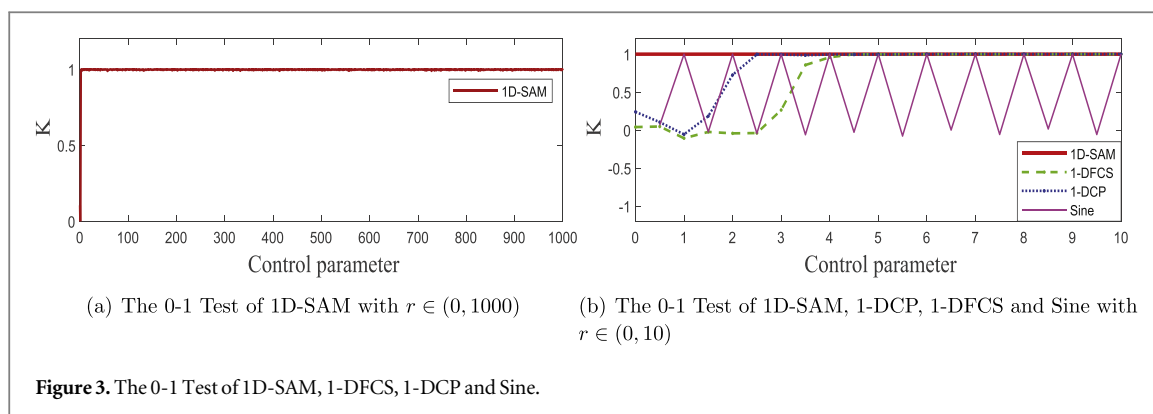 1
0.5
0
K
1D-SAM
0 100 200 300 400 500 600 700 800 900 1000
Control parameter
(a) The 0-1 Test of 1D-SAM with r ∈ (0, 1000)
1
0.5
0
-0.5
-1
K
1D-SAM
1-DFCS
1-DCP
Sine
0 1 2 3 4 5 6 7 8 9 10
Control parameter
(b) The 0-1 Test of 1D-SAM, 1-DCP, 1-DFCS and Sine with
r ∈ (0, 10)
Figure 3. The 0-1 Test of 1D-SAM, 1-DFCS, 1-DCP and Sine.